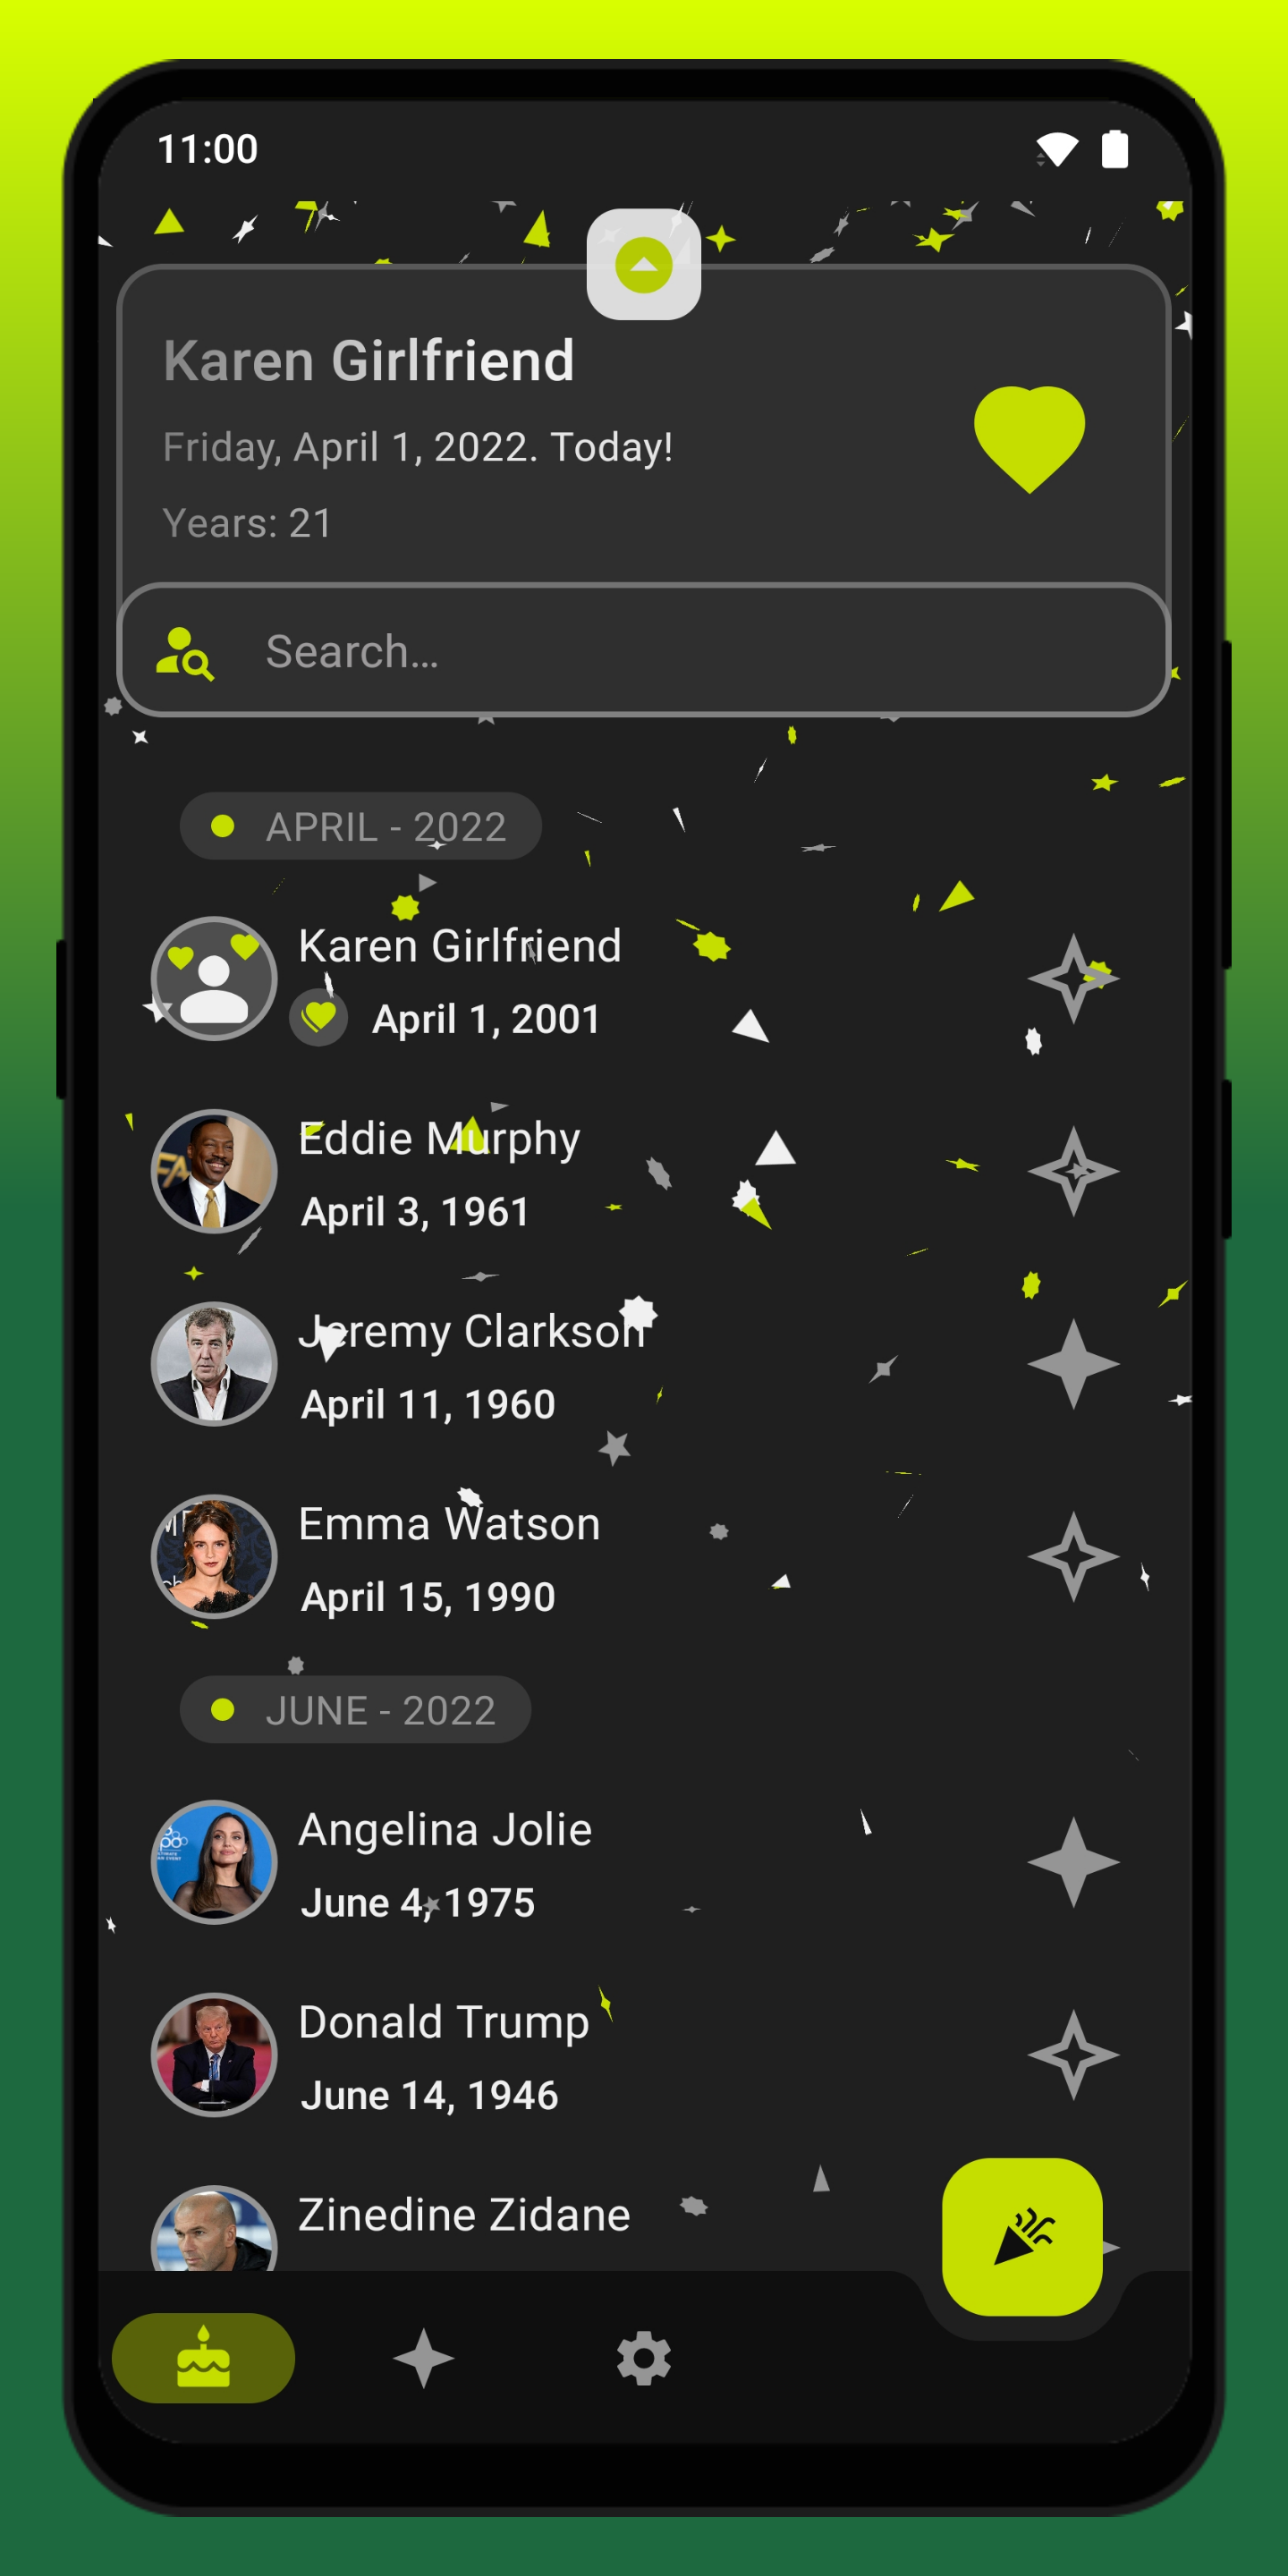 11:00
Karen Girlfriend
Friday, April 1, 2022. Today!
Years: 21
Search...
APRIL - 2022
Karen Girlfriend
April 1, 2001
Eddie Murphy
April 3, 1961
Jeremy Clarkson
April 11, 1960
Emma Watson
April 15, 1990
JUNE - 2022
Angelina Jolie
June 4, 1975
Donald Trump
June 14, 1946
Zinedine Zidane